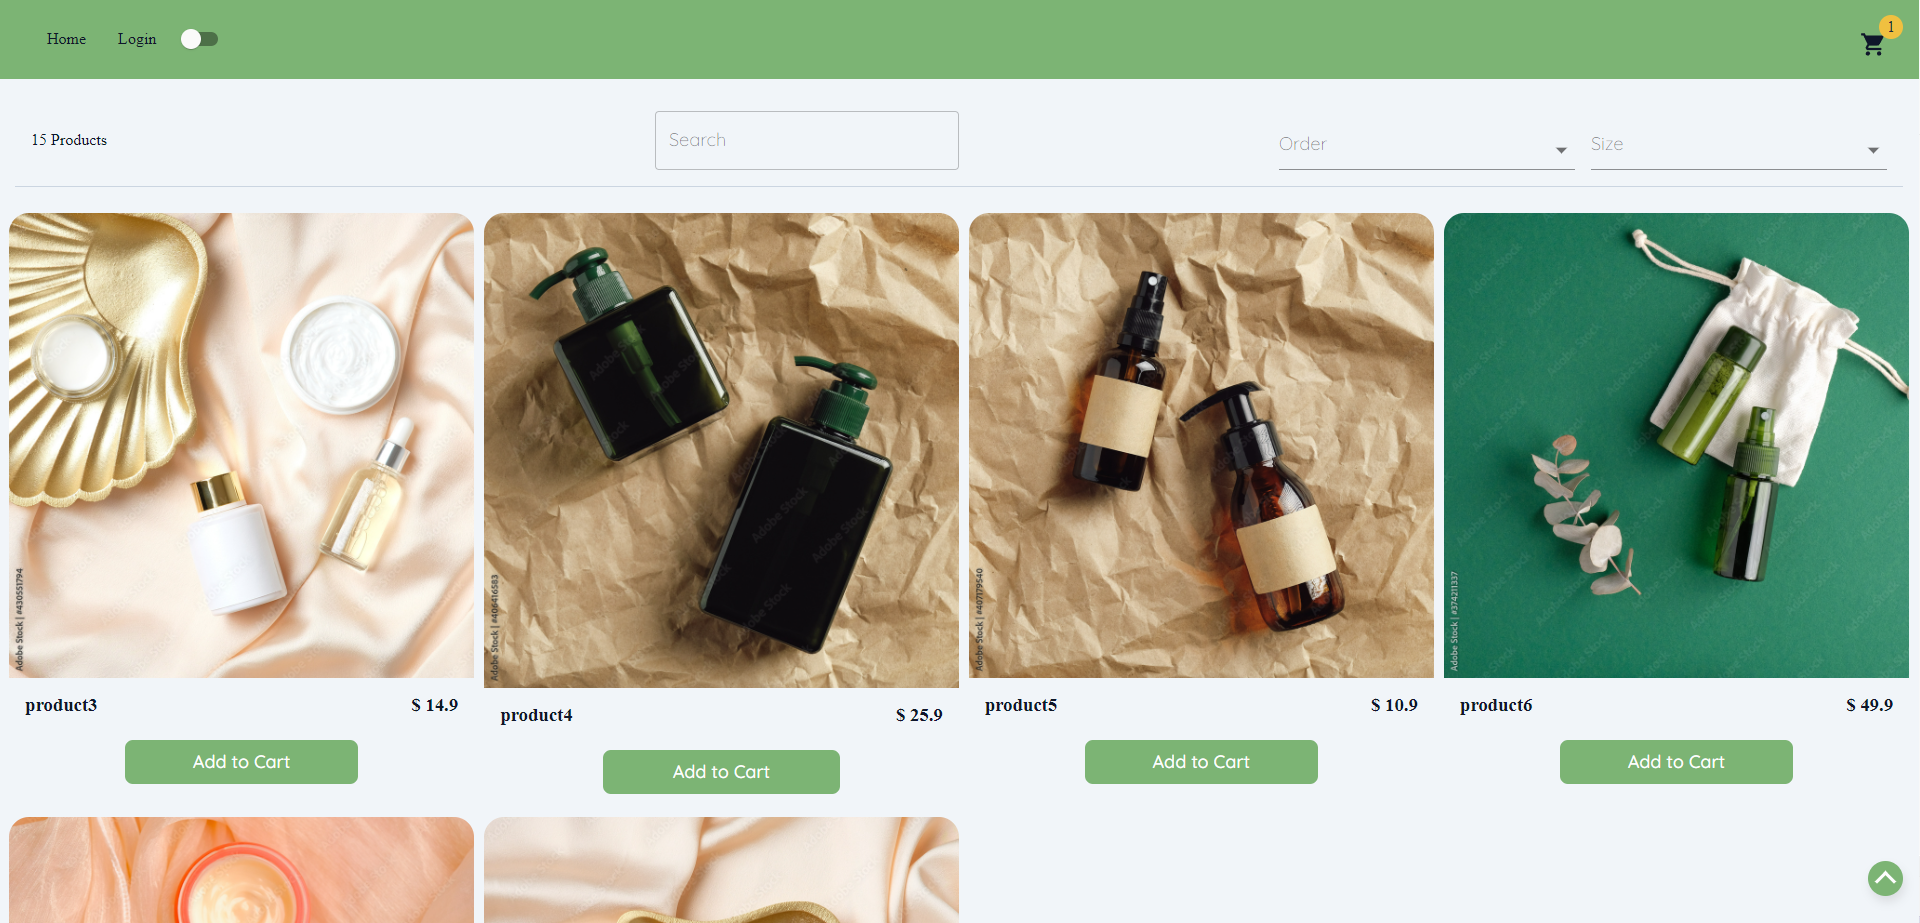 Home
Login
1
15 Products
Search
Order
Size
Adobe Stock | #430551794
Adobe Stock | #406416583
Adobe Stock | #407179540
Adobe Stock | #374211337
product3
$ 14.9
product4
$ 25.9
product5
$ 10.9
product6
$ 49.9
Add to Cart
Add to Cart
Add to Cart
Add to Cart